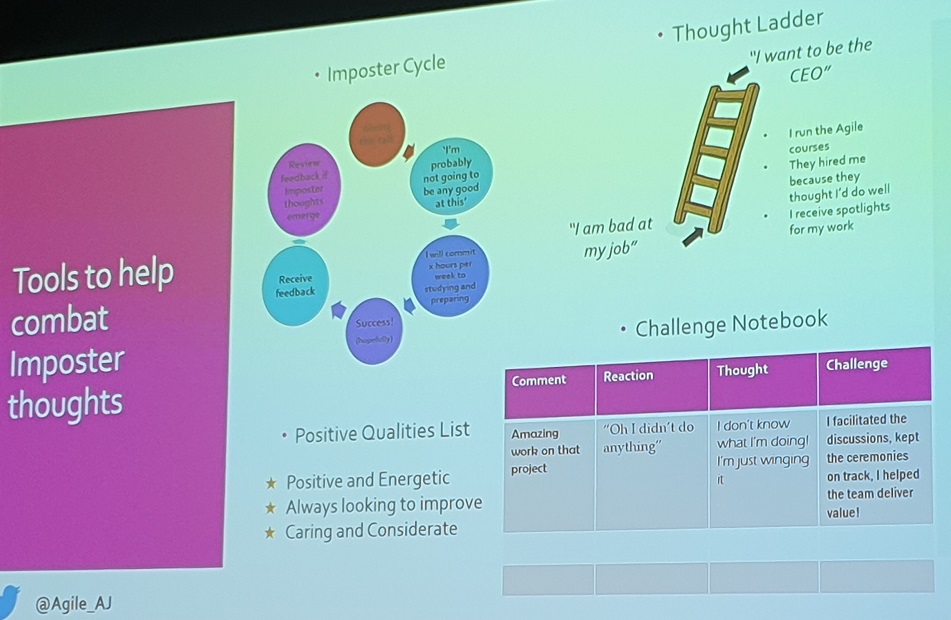 Tools to help
combat
Imposter
thoughts
@Agile_AJ
• Imposter Cycle
'I'm
probably
not going to
be any good
at this'
I will commit
x hours per
week to
studying and
preparing
Success!
(hopefully)
Receive
feedback
Review
feedback if
Imposter
thoughts
emerge
• Positive Qualities List
★ Positive and Energetic
★ Always looking to improve
★ Caring and Considerate
• Thought Ladder
"I want to be the
CEO"
• I run the Agile
courses
• They hired me
because they
thought I'd do well
• I receive spotlights
for my work
"I am bad at
my job"
• Challenge Notebook
Comment
Reaction
Thought
Challenge
Amazing
work on that
project
"Oh I didn't do
anything"
I don't know
what I'm doing!
I'm just winging
it
I facilitated the
discussions, kept
the ceremonies
on track, I helped
the team deliver
value!